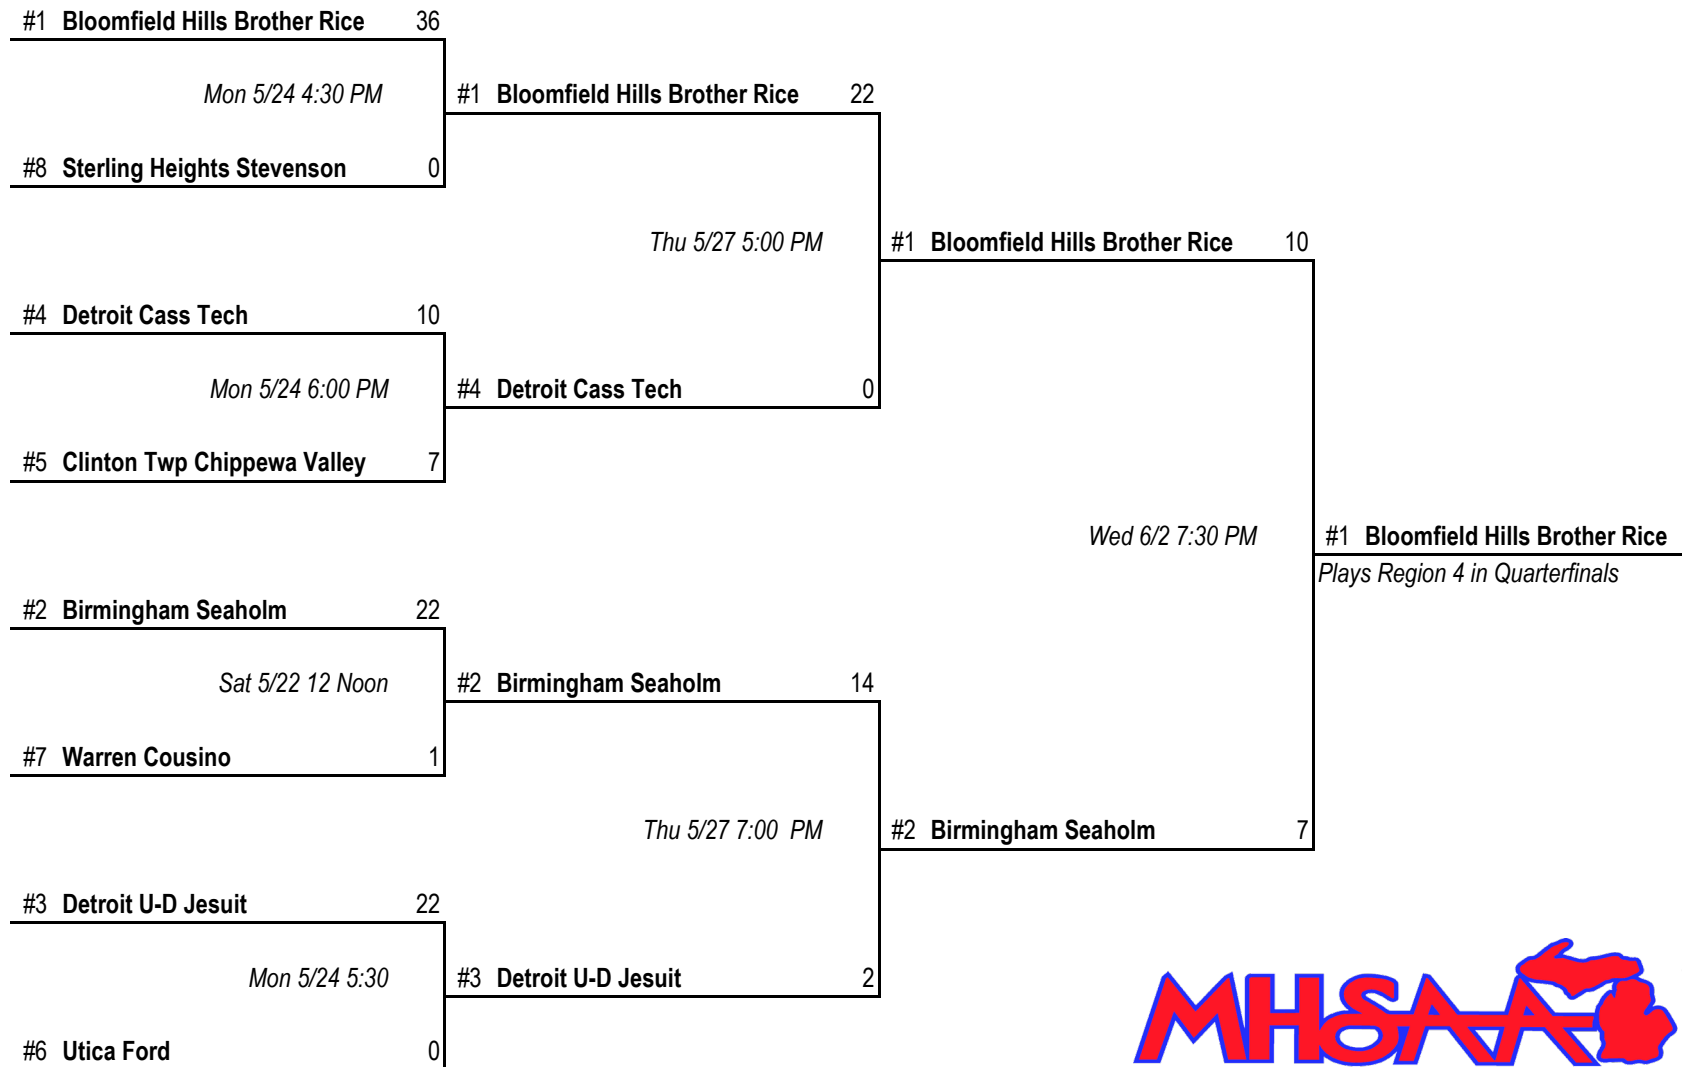 #1 Bloomfield Hills Brother Rice 36
Mon 5/24 4:30 PM
#1 Bloomfield Hills Brother Rice 22
#8 Sterling Heights Stevenson 0
Thu 5/27 5:00 PM
#1 Bloomfield Hills Brother Rice 10
#4 Detroit Cass Tech 10
Mon 5/24 6:00 PM
#4 Detroit Cass Tech 0
#5 Clinton Twp Chippewa Valley 7
Wed 6/2 7:30 PM
#1 Bloomfield Hills Brother Rice
Plays Region 4 in Quarterfinals
#2 Birmingham Seaholm 22
Sat 5/22 12 Noon
#2 Birmingham Seaholm 14
#7 Warren Cousino 1
Thu 5/27 7:00 PM
#2 Birmingham Seaholm 7
#3 Detroit U-D Jesuit 22
Mon 5/24 5:30
#3 Detroit U-D Jesuit 2
#6 Utica Ford 0
MHSAA